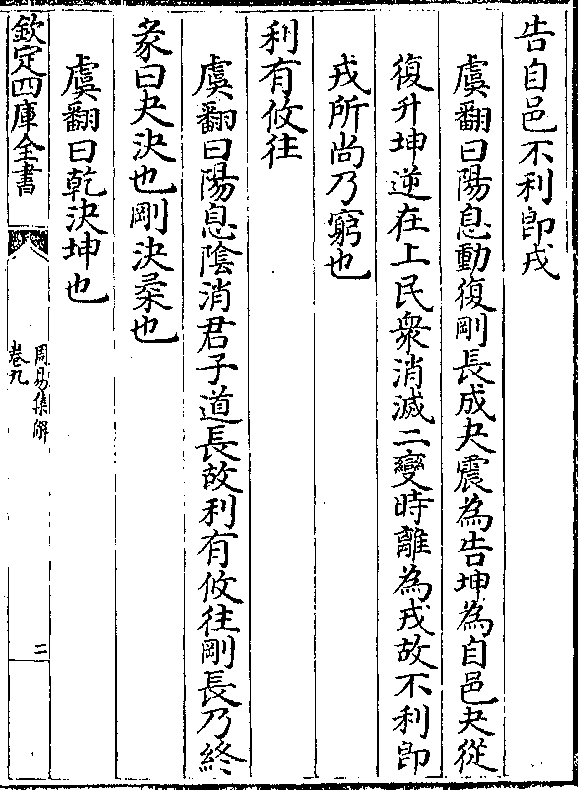 告自邑不利卽戎
虞翻曰陽息動復剛長成夬震為告坤為自邑夬從
復升坤逆在上民衆消滅二變時離為戎故不利卽
戎所尚乃窮也
利有攸往
虞翻曰陽息陰消君子道長故利有攸往剛長乃終
彖曰夬決也剛決柔也
虞翻曰乾決坤也
欽定四庫全書
周易集解
卷九
二